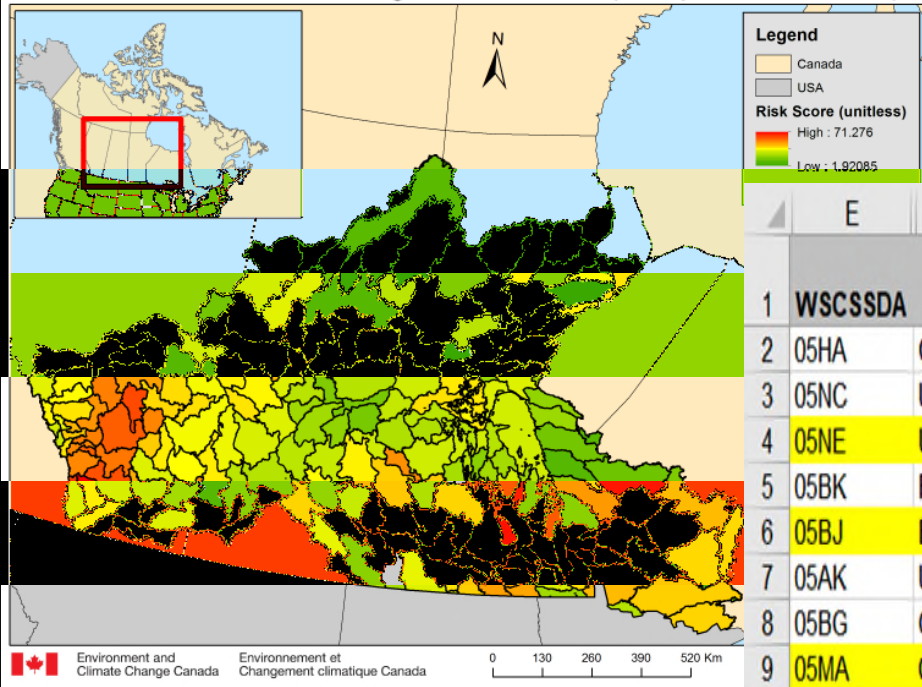 N
Legend
Canada
USA
Risk Score (unitless)
High : 71.276
Low : 1.92085
E
1 WSCSSDA
2 05HA
3 05NC
4 05NE
5 05BK
6 05BJ
7 05AK
8 05BG
9 05MA
Environment and Environnement et
Climate Change Canada Changement climatique Canada
0 130 260 390 520 Km